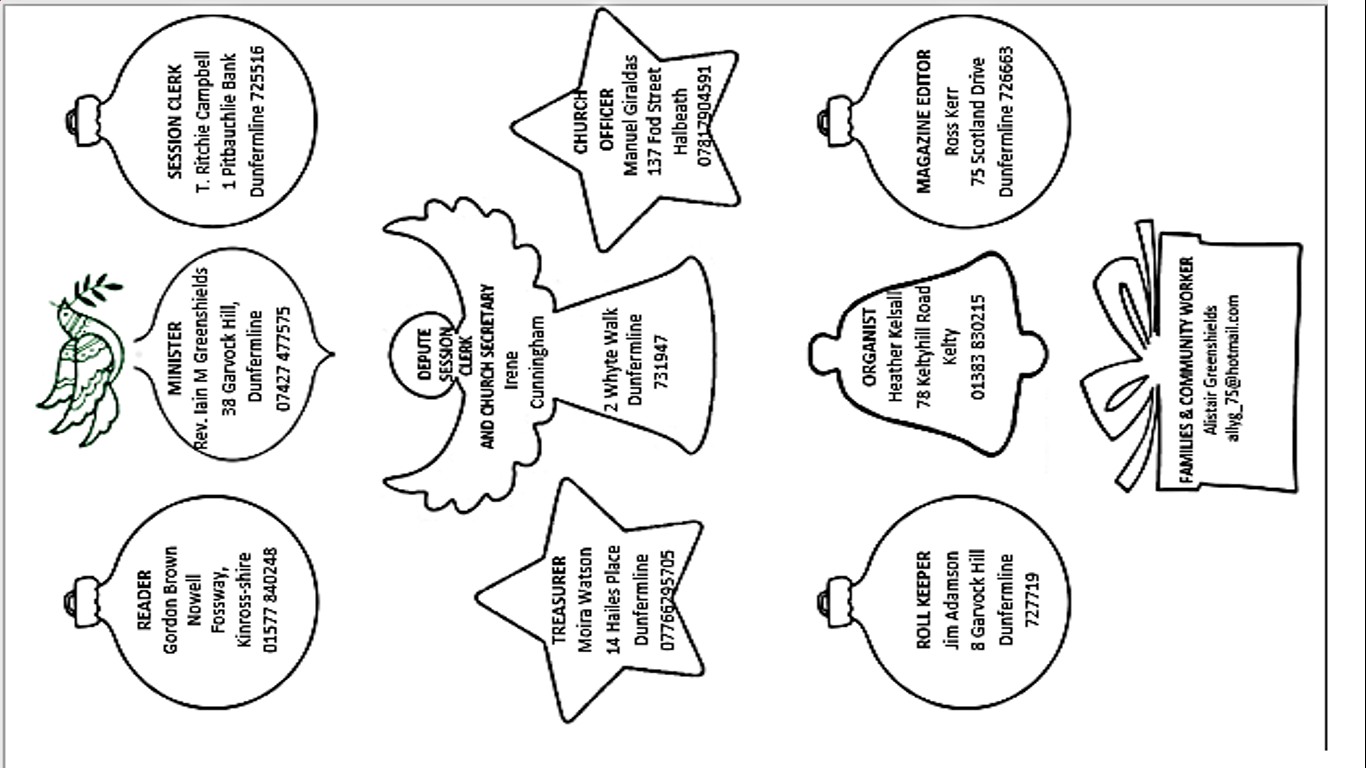 READER
Gordon Brown
Nowell
Fossway,
Kinross-shire
01577 840248
MINISTER
Rev. Iain M Greenshields
38 Garvock Hill,
Dunfermline
07427 477575
SESSION CLERK
T. Ritchie Campbell
1 Pitbauchlie Bank
Dunfermline 725516
DEPUTE
SESSION
CLERK
AND CHURCH SECRETARY
Irene
Cunningham
2 Whyte Walk
Dunfermline
731947
TREASURER
Moira Watson
14 Hailes Place
Dunfermline
07766295705
CHURCH
OFFICER
Manuel Giraldas
137 Fod Street
Halbeath
07817904591
ROLL KEEPER
Jim Adamson
8 Garvock Hill
Dunfermline
727719
ORGANIST
Heather Kelsall
78 Keltyhill Road
Kelty
01383 830215
MAGAZINE EDITOR
Ross Kerr
75 Scotland Drive
Dunfermline 726663
FAMILIES & COMMUNITY WORKER
Alistair Greenshields
allyg_75@hotmail.com